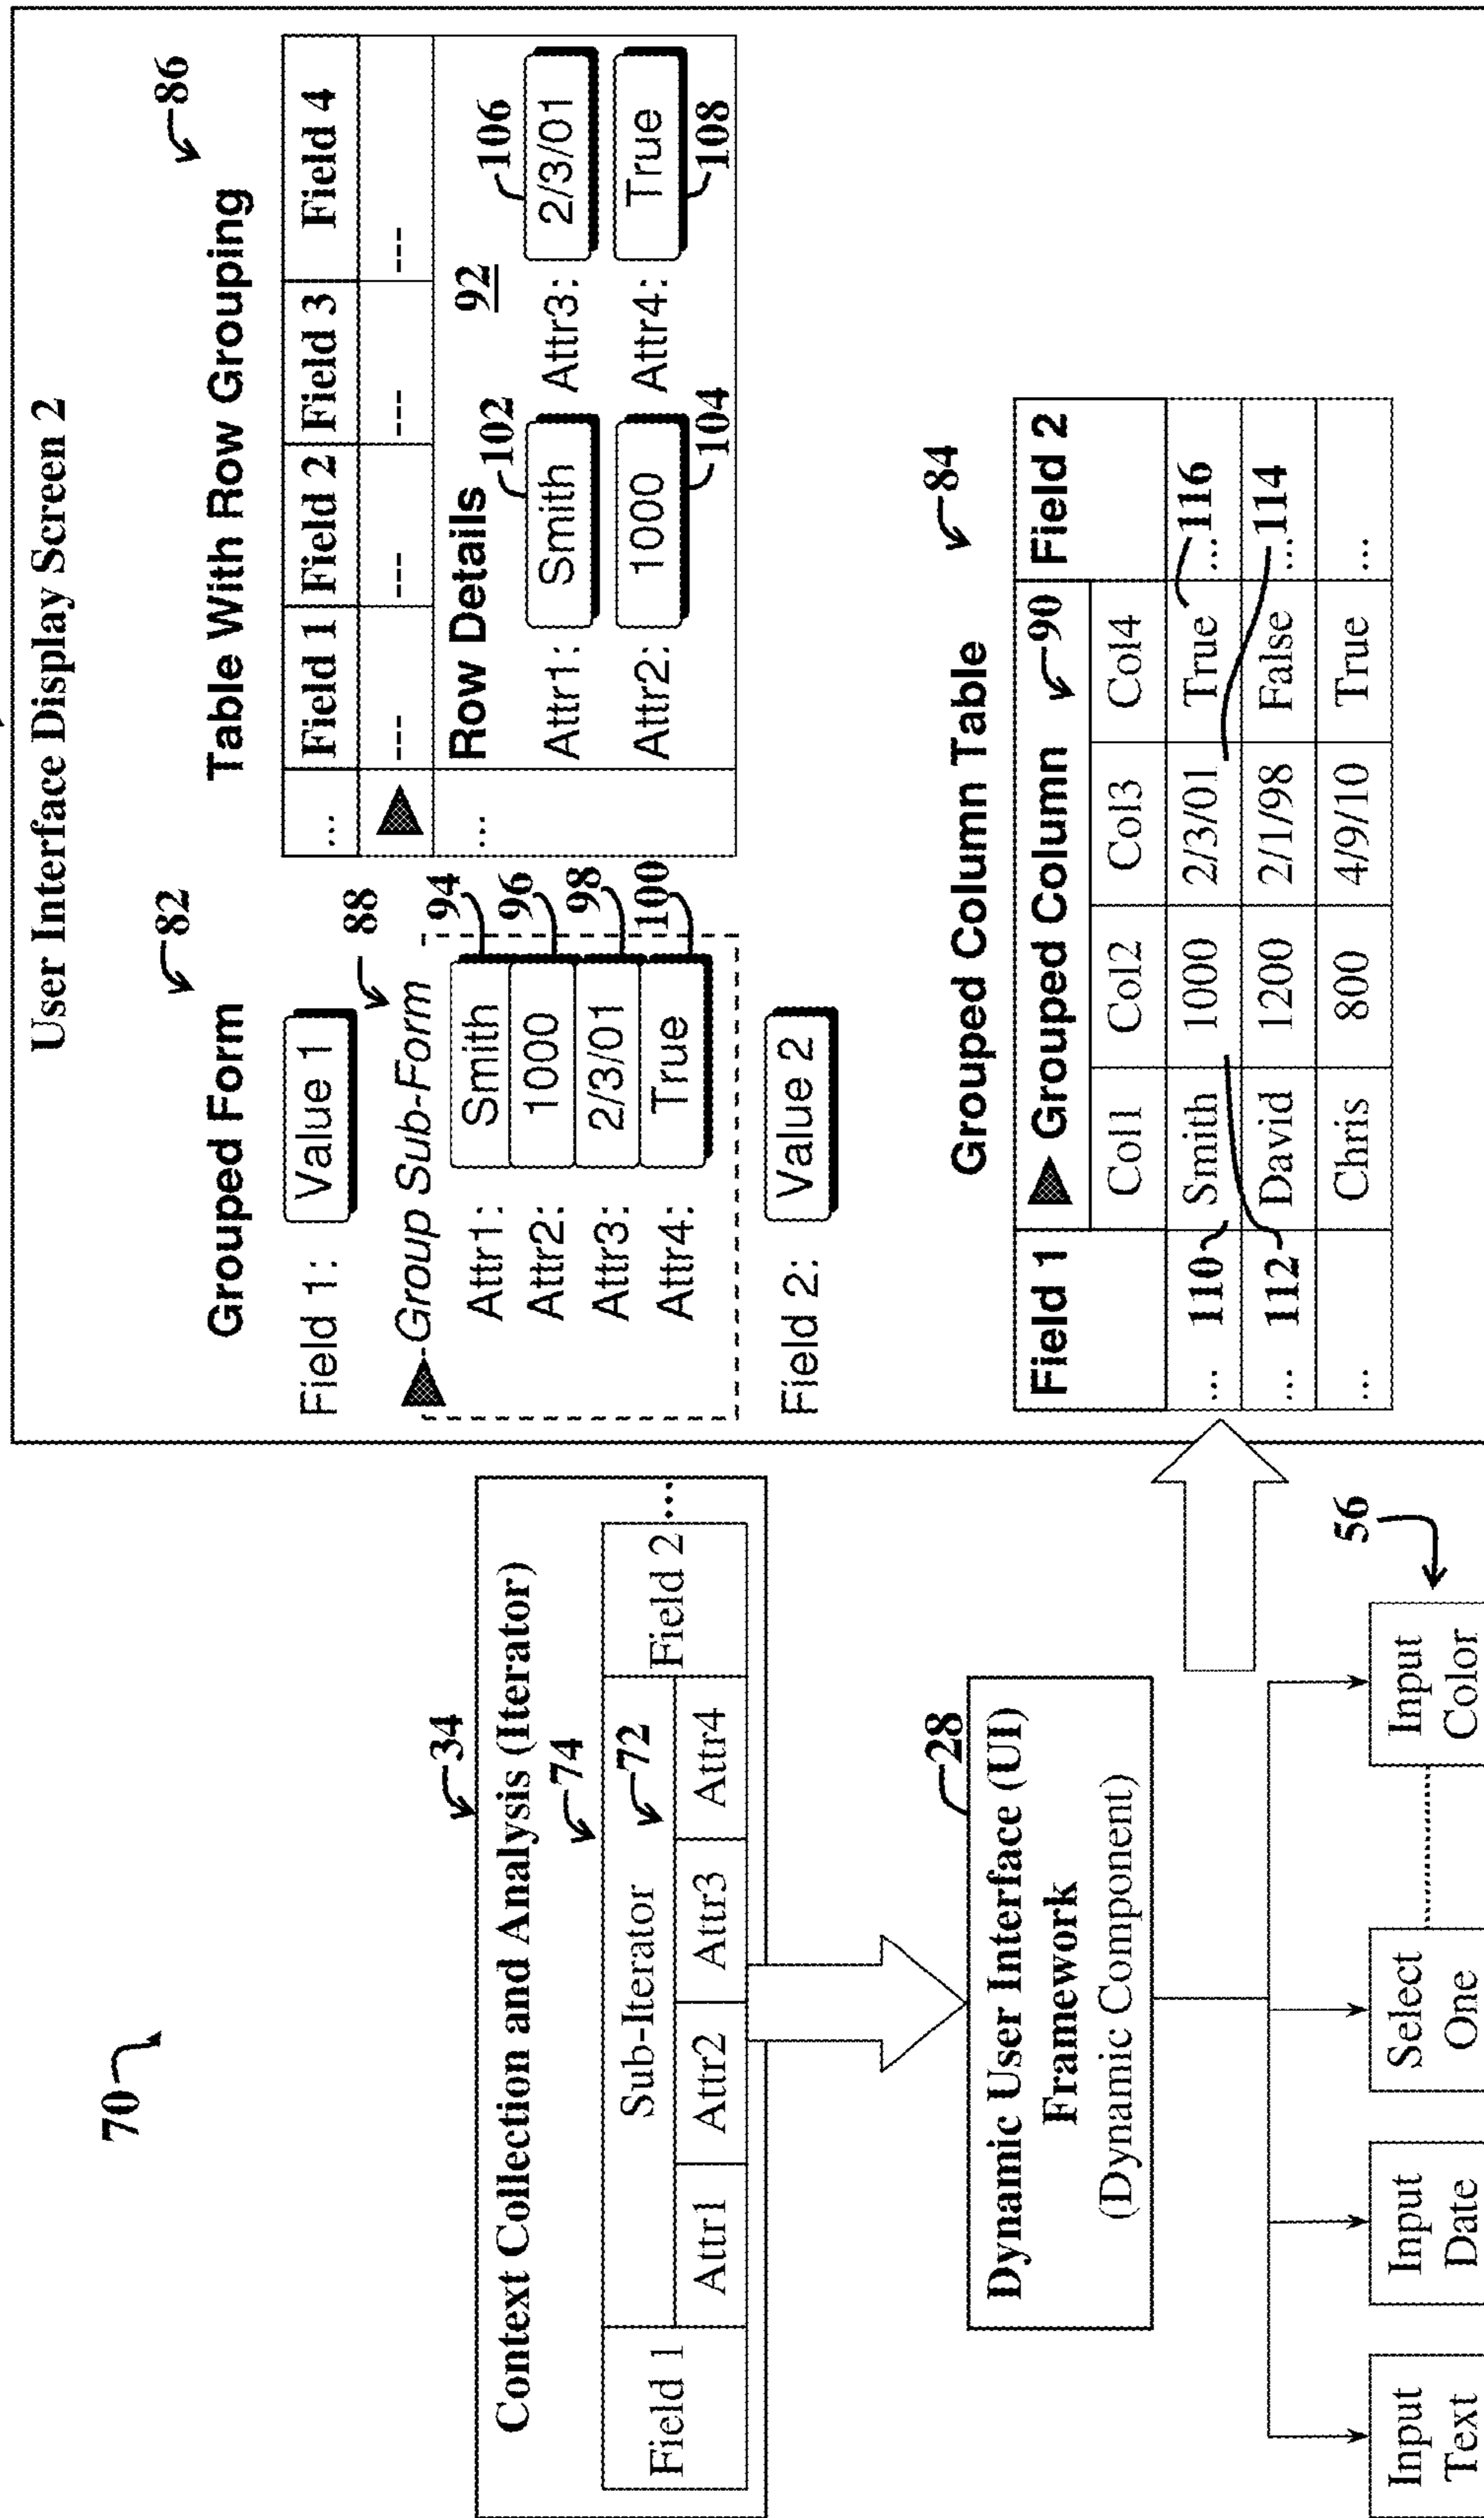 70
34
Context Collection and Analysis (Iterator)
74
Field 1 Sub-Iterator 72 Field 2 ...
Attr1 Attr2 Attr3 Attr4
28
Dynamic User Interface (UI)
Framework
(Dynamic Component)
56
Input Input Select Input
Text Date One Color
User Interface Display Screen 2
82
Grouped Form
Field 1: Value 1
88
Group Sub-Form
Attr1: Smith 94
Attr2: 1000 96
Attr3: 2/3/01 98
Attr4: True 100
Field 2: Value 2
86
Table With Row Grouping
... Field 1 Field 2 Field 3 Field 4
--- --- --- ---
... Row Details 102 92 106
Attr1: Smith Attr3: 2/3/01
Attr2: 1000 Attr4: True
104 108
84
Grouped Column Table
Field 1 Grouped Column 90 Field 2
Col1 Col2 Col3 Col4
... 110 Smith 1000 2/3/01 True ... 116
... 112 David 1200 2/1/98 False ... 114
... Chris 800 4/9/10 True ...